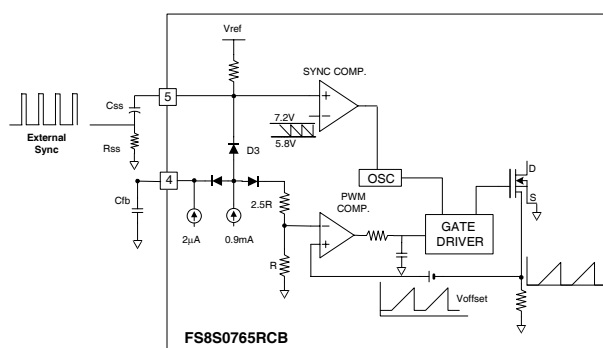 Vref
SYNC COMP.
5
+
Css
7.2V
−
External
Sync
5.8V
Rss
D3
D
4
OSC
S
2.5R
PWM
COMP.
Cfb
−
GATE
DRIVER
2μA
0.9mA
R
+
Voffset
FS8S0765RCB